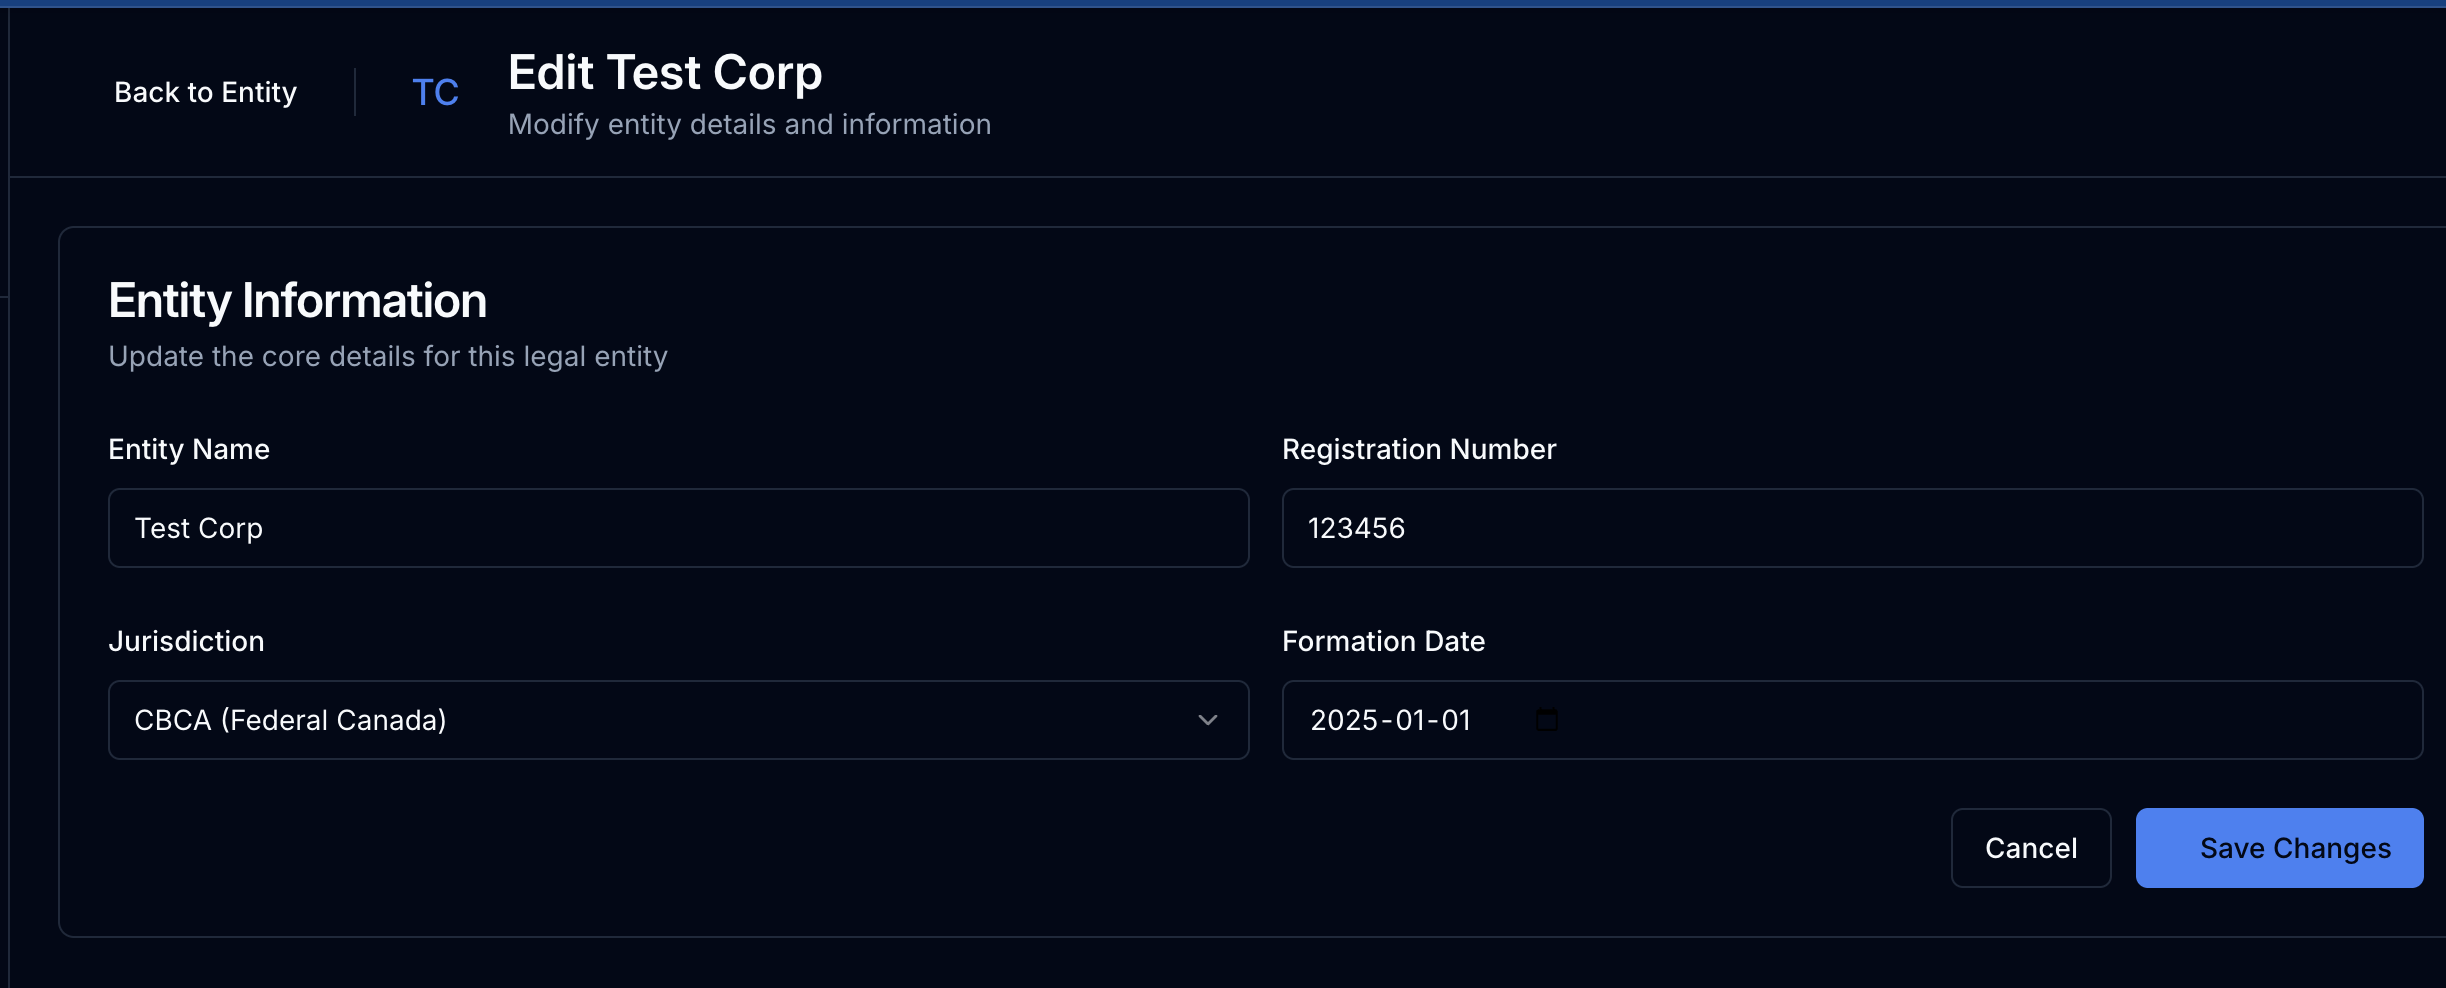 Back to Entity
TC
Edit Test Corp
Modify entity details and information
Entity Information
Update the core details for this legal entity
Entity Name
Registration Number
Test Corp
123456
Jurisdiction
Formation Date
CBCA (Federal Canada)
2025-01-01
Cancel
Save Changes